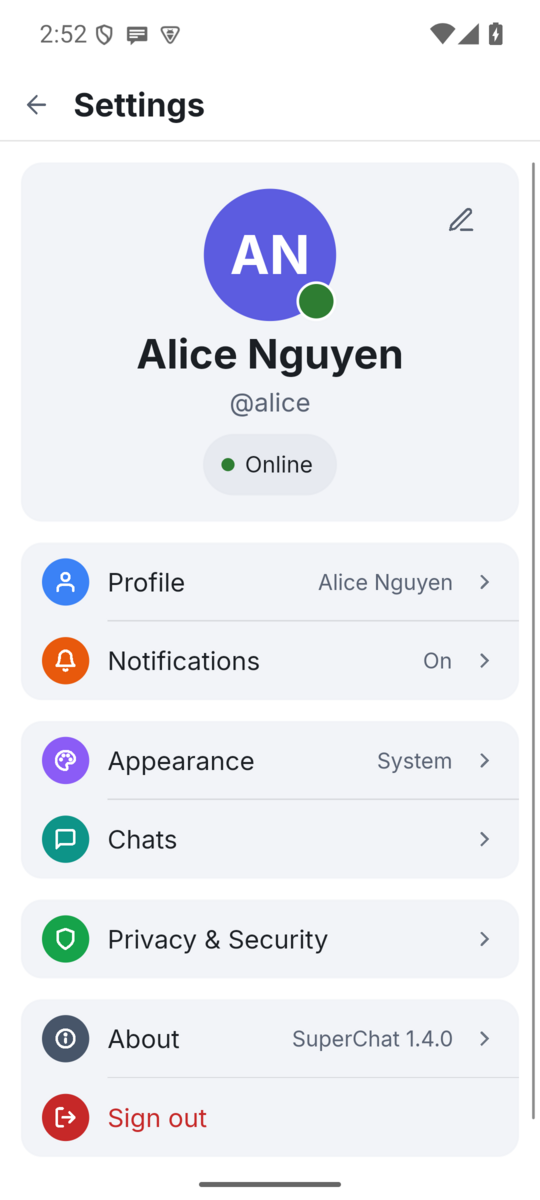 2:52
Settings
AN
Alice Nguyen
@alice
Online
Profile Alice Nguyen
Notifications On
Appearance System
Chats
Privacy & Security
About SuperChat 1.4.0
Sign out